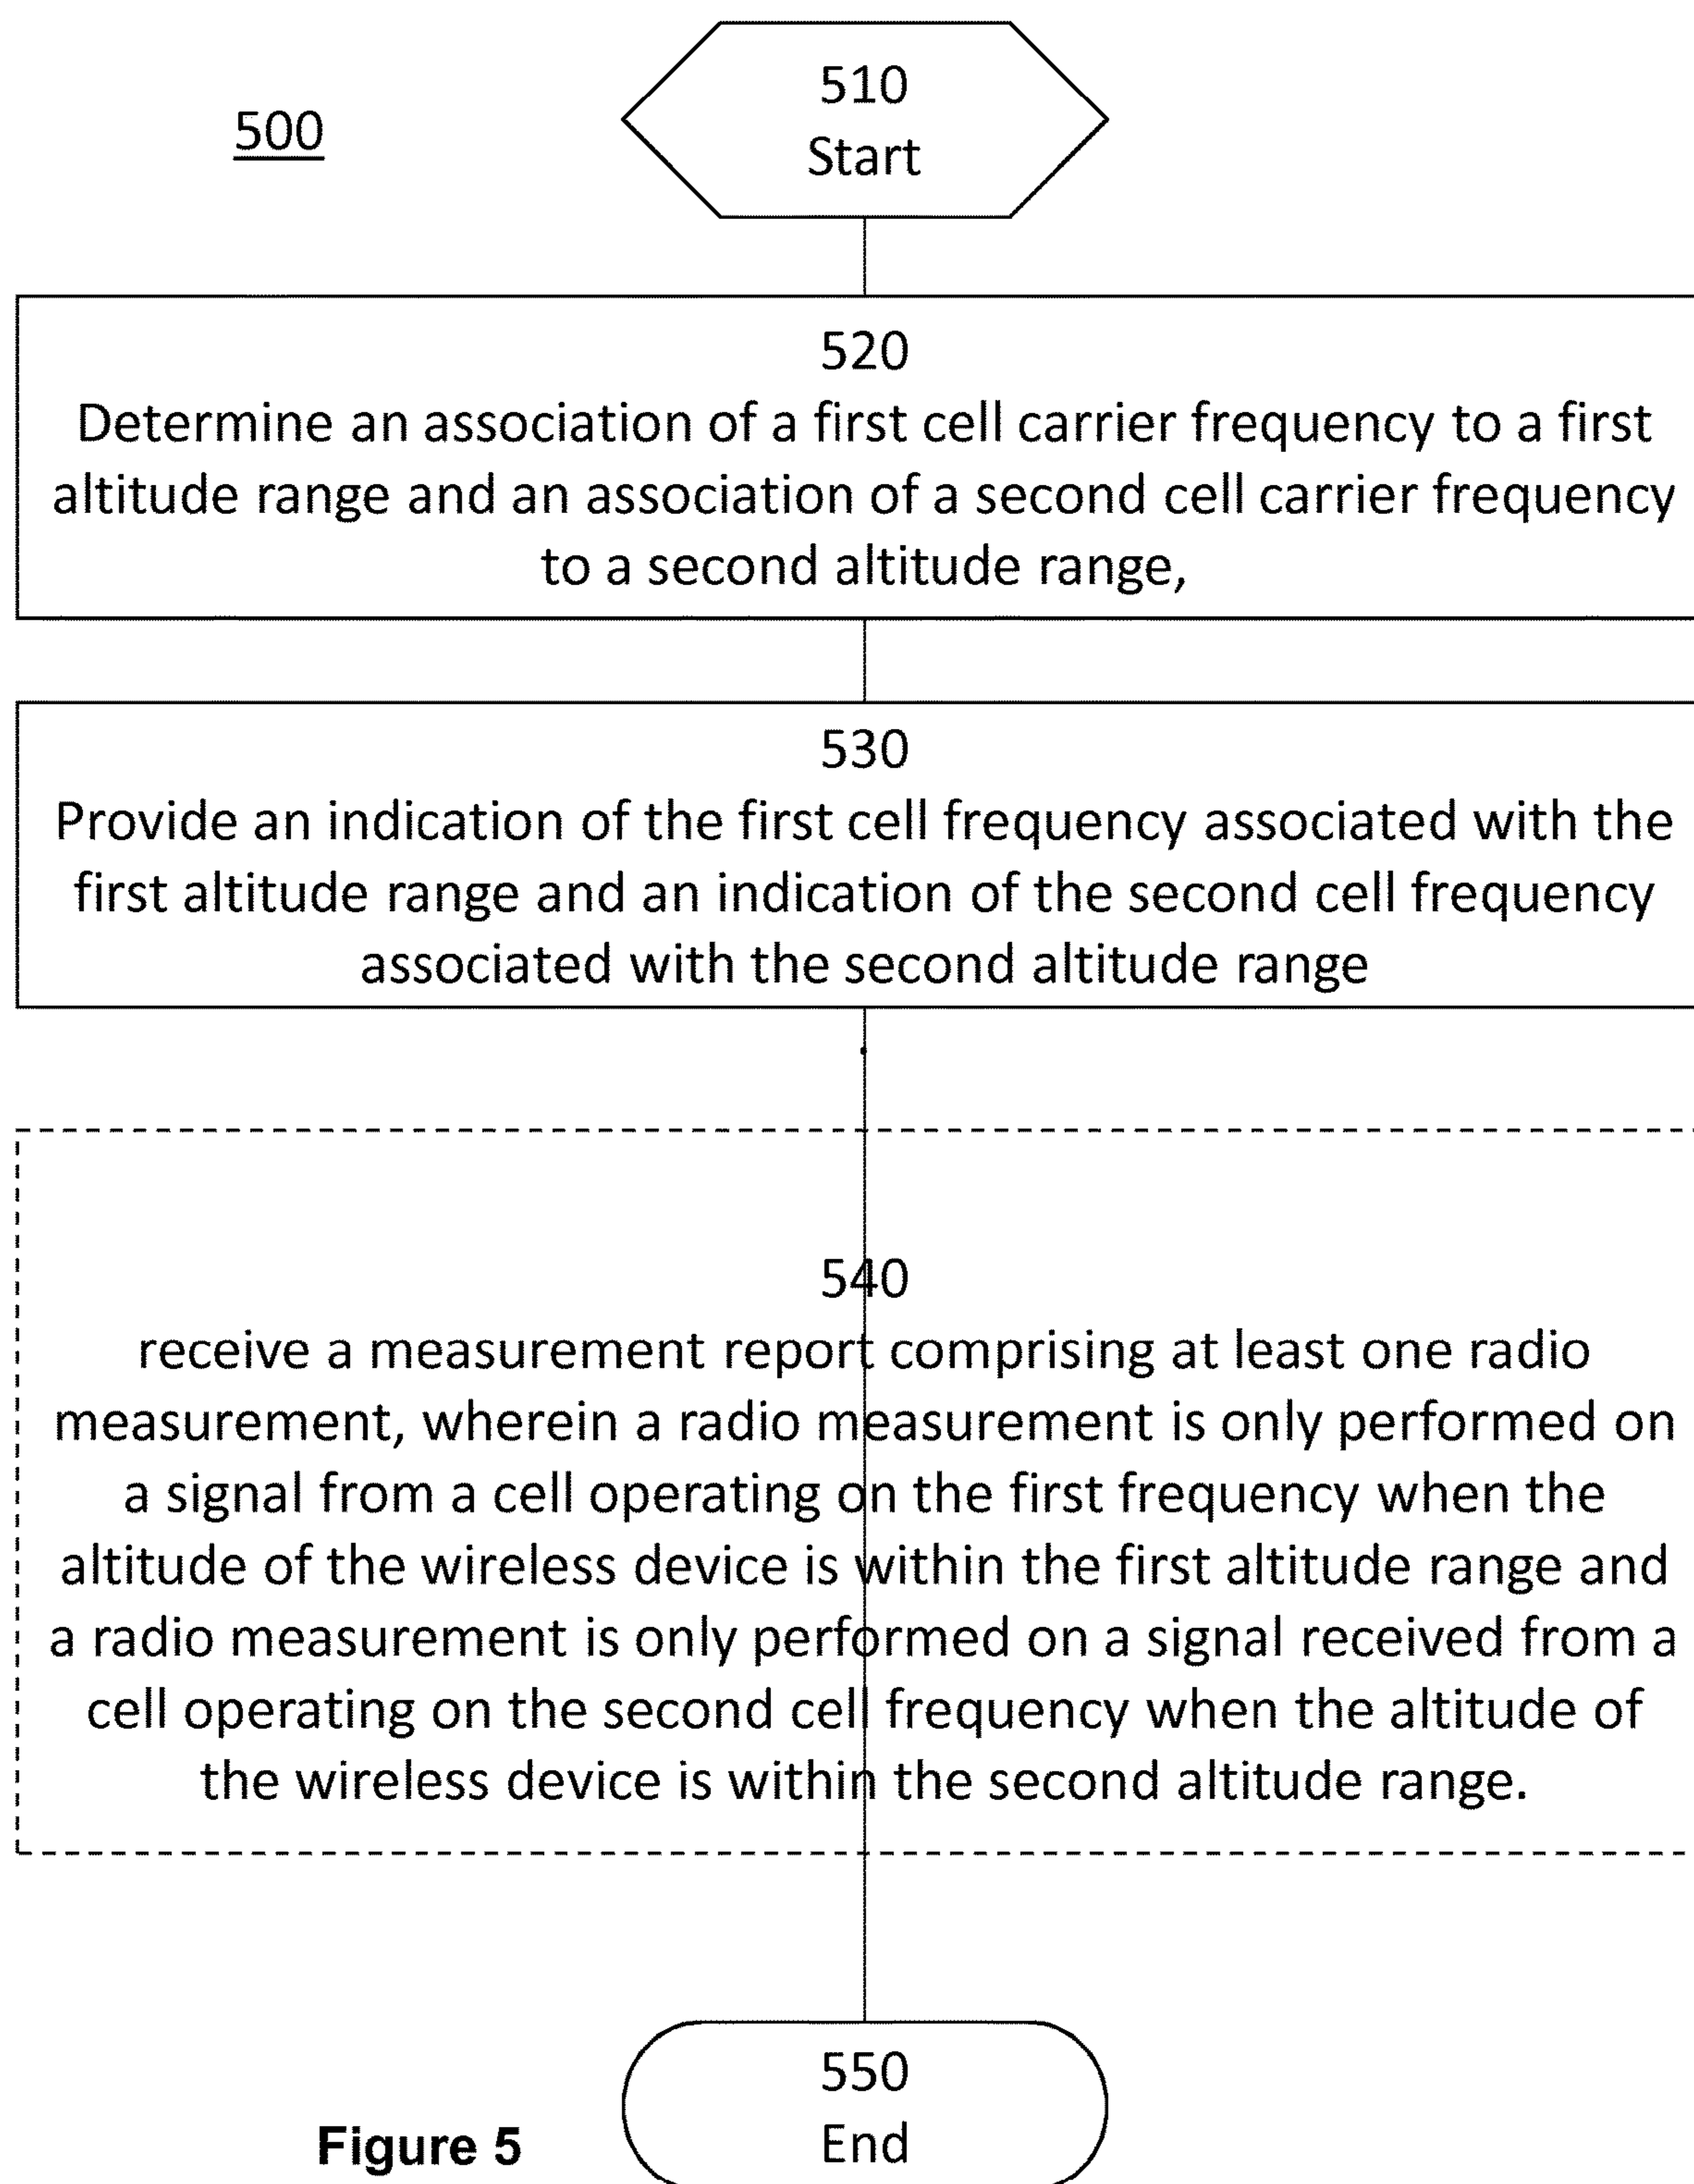 500
510
Start
520
Determine an association of a first cell carrier frequency to a first
altitude range and an association of a second cell carrier frequency
to a second altitude range,
530
Provide an indication of the first cell frequency associated with the
first altitude range and an indication of the second cell frequency
associated with the second altitude range
540
receive a measurement report comprising at least one radio
measurement, wherein a radio measurement is only performed on
a signal from a cell operating on the first frequency when the
altitude of the wireless device is within the first altitude range and
a radio measurement is only performed on a signal received from a
cell operating on the second cell frequency when the altitude of
the wireless device is within the second altitude range.
550
End
Figure 5